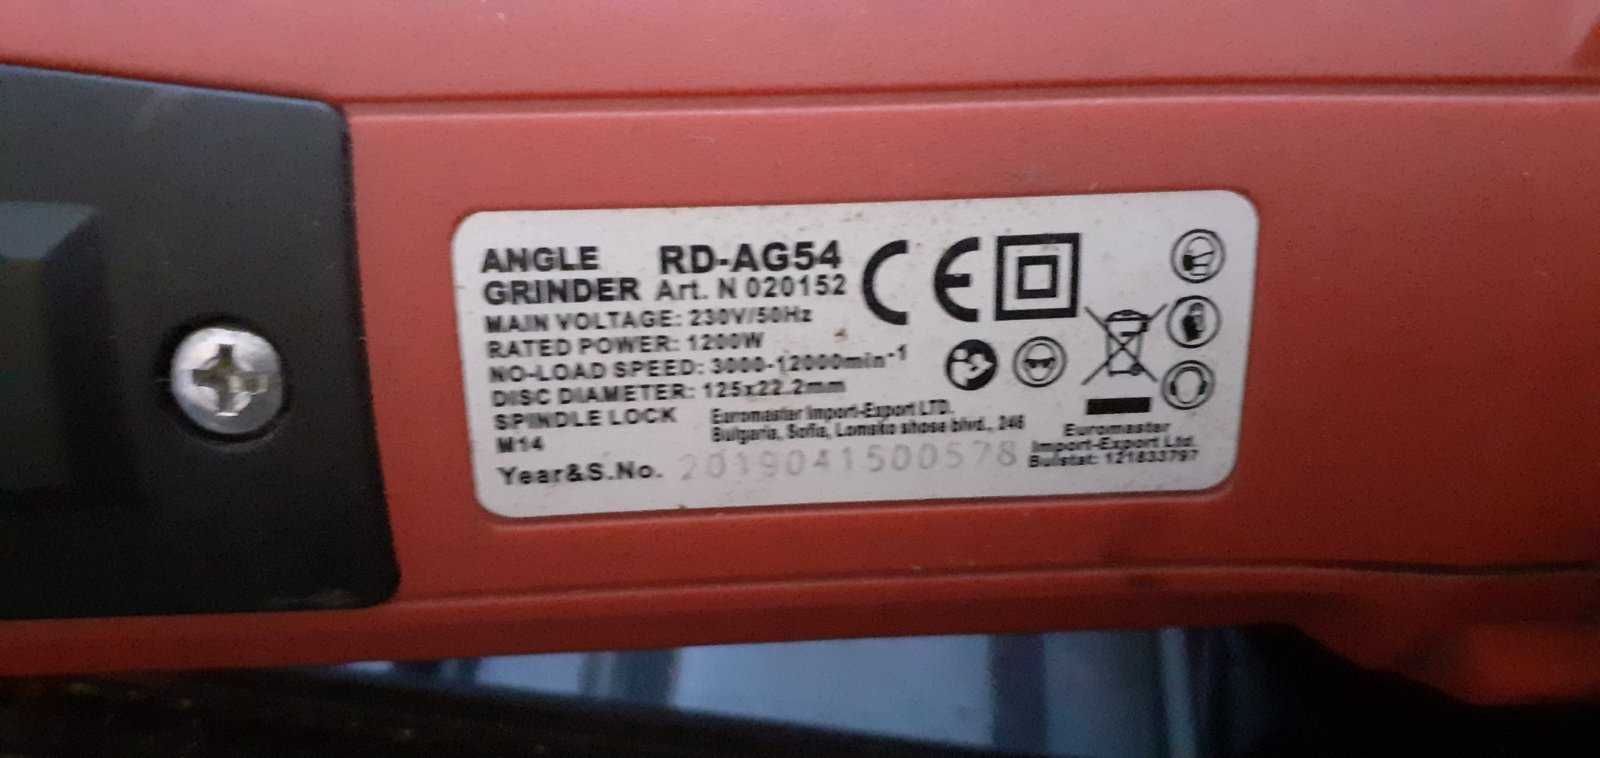 ANGLE RD-AG54
GRINDER Art. N 020152
MAIN VOLTAGE: 230V/50Hz
RATED POWER: 1200W
NO-LOAD SPEED: 3000-12000min-1
DISC DIAMETER: 125x22.2mm
SPINDLE LOCK
M14
Euromaster Import-Export LTD.
Bulgaria, Sofia, Lomsko shose blvd., 246
Year&S.No. 2019041500578
CE
Euromaster
Import-Export Ltd.
Bulstat: 121833797